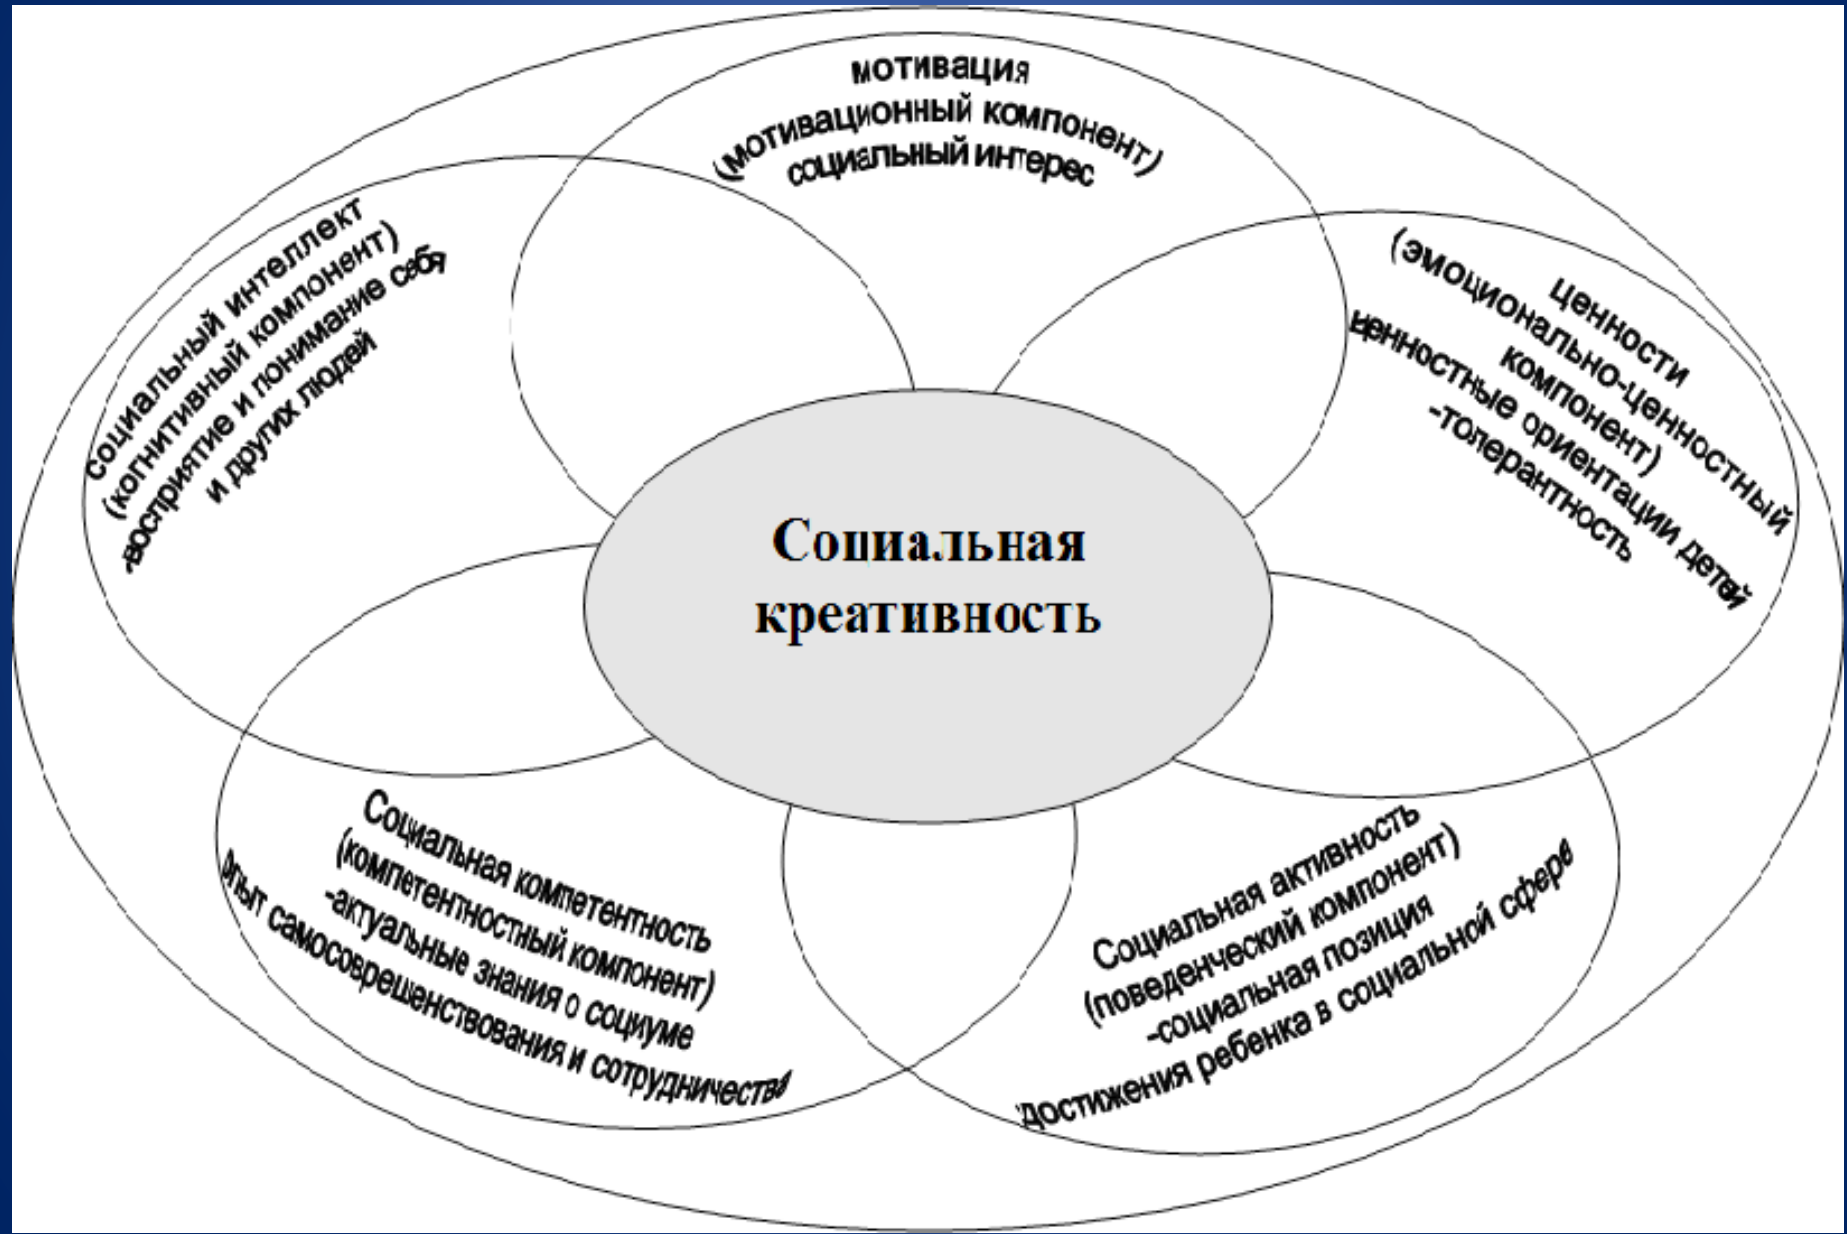 мотивация
(мотивационный компонент)
социальный интерес
социальный интеллект
(когнитивный компонент)
-восприятие и понимание себя
и других людей
ценности
(эмоционально-ценностный
компонент)
ценностные ориентации детей
-толерантность
Социальная
креативность
Социальная компетентность
(компетентностный компонент)
-актуальные знания о социуме
опыт самосоврешенствования и сотрудничества
Социальная активность
(поведенческий компонент)
-социальная позиция
достижения ребенка в социальной сфере